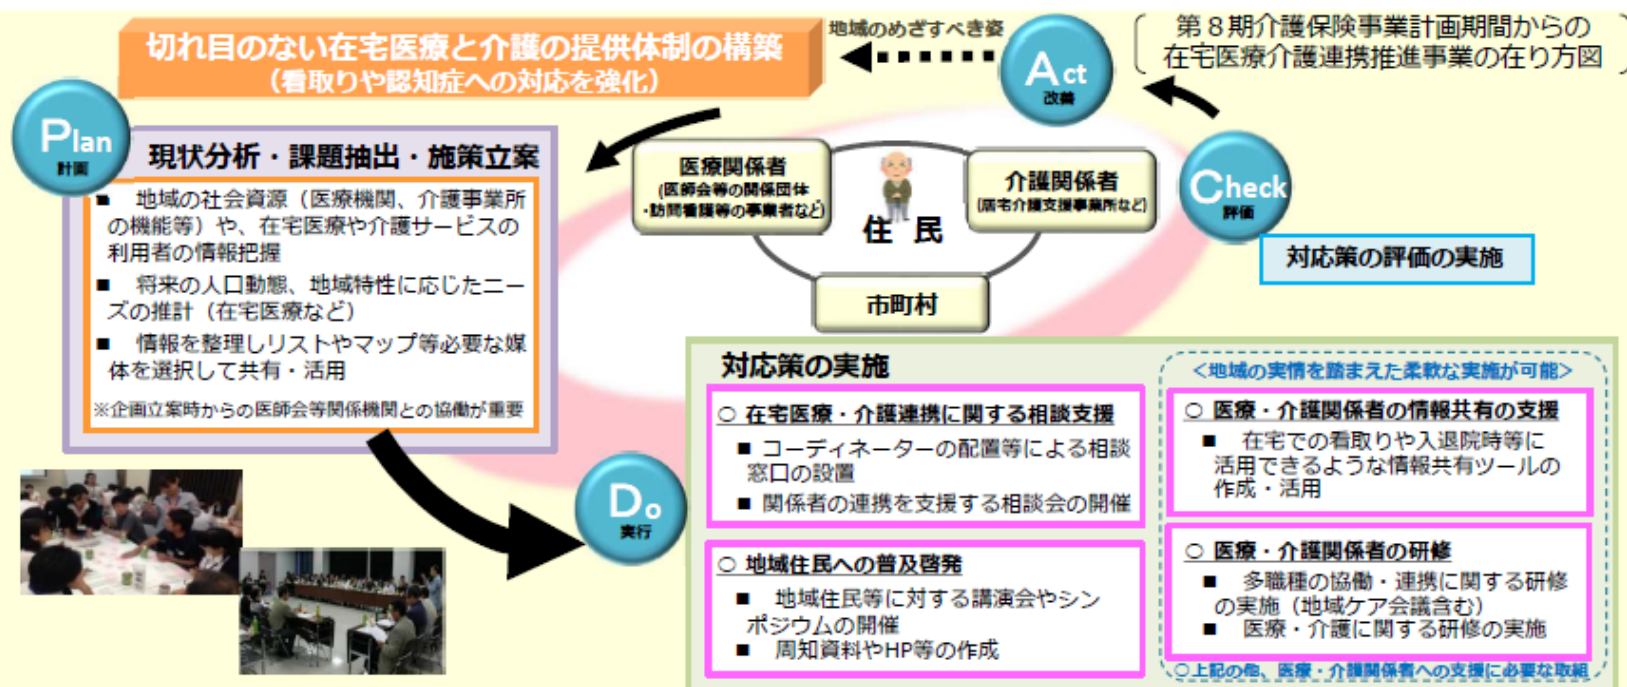 切れ目のない在宅医療と介護の提供体制の構築
（看取りや認知症への対応を強化）
地域のめざすべき姿
Act
改善
第８期介護保険事業計画期間からの
在宅医療介護連携推進事業の在り方図
Plan
計画
現状分析・課題抽出・施策立案
■ 地域の社会資源（医療機関、介護事業所
の機能等）や、在宅医療や介護サービスの
利用者の情報把握
■ 将来の人口動態、地域特性に応じたニー
ズの推計（在宅医療など）
■ 情報を整理しリストやマップ等必要な媒
体を選択して共有・活用
※企画立案時からの医師会等関係機関との協働が重要
医療関係者
(医師会等の関係団体
・訪問看護等の事業者など)
介護関係者
(居宅介護支援事業所など)
住 民
市町村
Check
評価
対応策の評価の実施
Do
実行
対応策の実施
○ 在宅医療・介護連携に関する相談支援
■ コーディネーターの配置等による相談
窓口の設置
■ 関係者の連携を支援する相談会の開催
○ 地域住民への普及啓発
■ 地域住民等に対する講演会やシン
ポジウムの開催
■ 周知資料やHP等の作成
＜地域の実情を踏まえた柔軟な実施が可能＞
○ 医療・介護関係者の情報共有の支援
■ 在宅での看取りや入退院時等に
活用できるような情報共有ツールの
作成・活用
○ 医療・介護関係者の研修
■ 多職種の協働・連携に関する研修
の実施（地域ケア会議含む）
■ 医療・介護に関する研修の実施
○上記の他、医療・介護関係者への支援に必要な取組